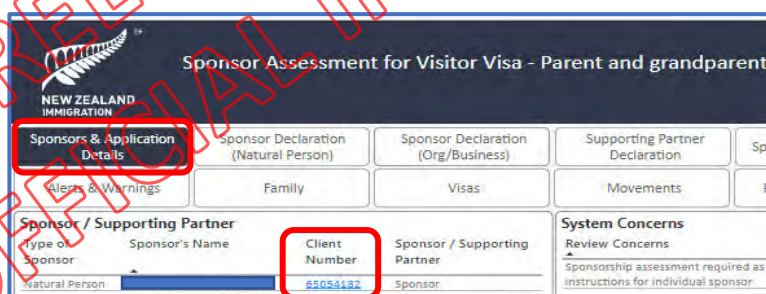 NEW ZEALAND
IMMIGRATION
Sponsor Assessment for Visitor Visa - Parent and grandparent
Sponsors & Application Details
Sponsor Declaration (Natural Person)
Sponsor Declaration (Org/Business)
Supporting Partner Declaration
Sp
Alerts & Warnings
Family
Visas
Movements
Sponsor / Supporting Partner
Type of Sponsor
Sponsor's Name
Client Number
Sponsor / Supporting Partner
Natural Person
65054182
Sponsor
System Concerns
Review Concerns
Sponsorship assessment required as
instructions for individual sponsor
OFFICIAL